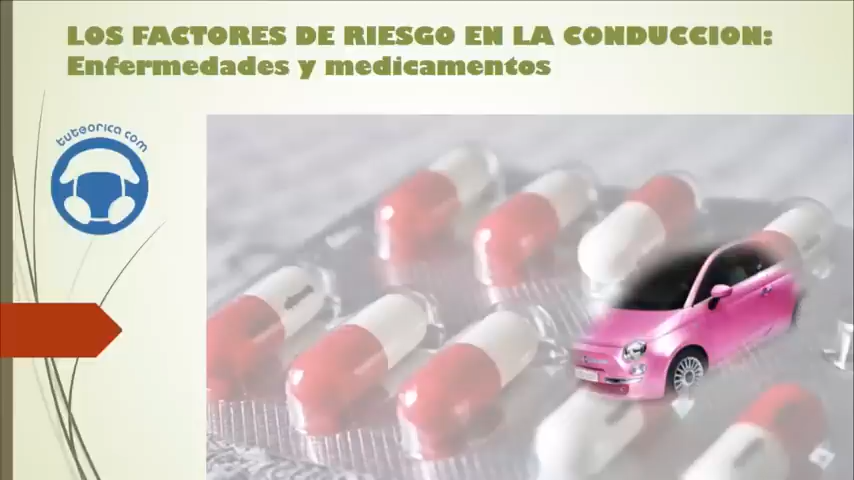 LOS FACTORES DE RIESGO EN LA CONDUCCION:
Enfermedades y medicamentos
tuteorica com